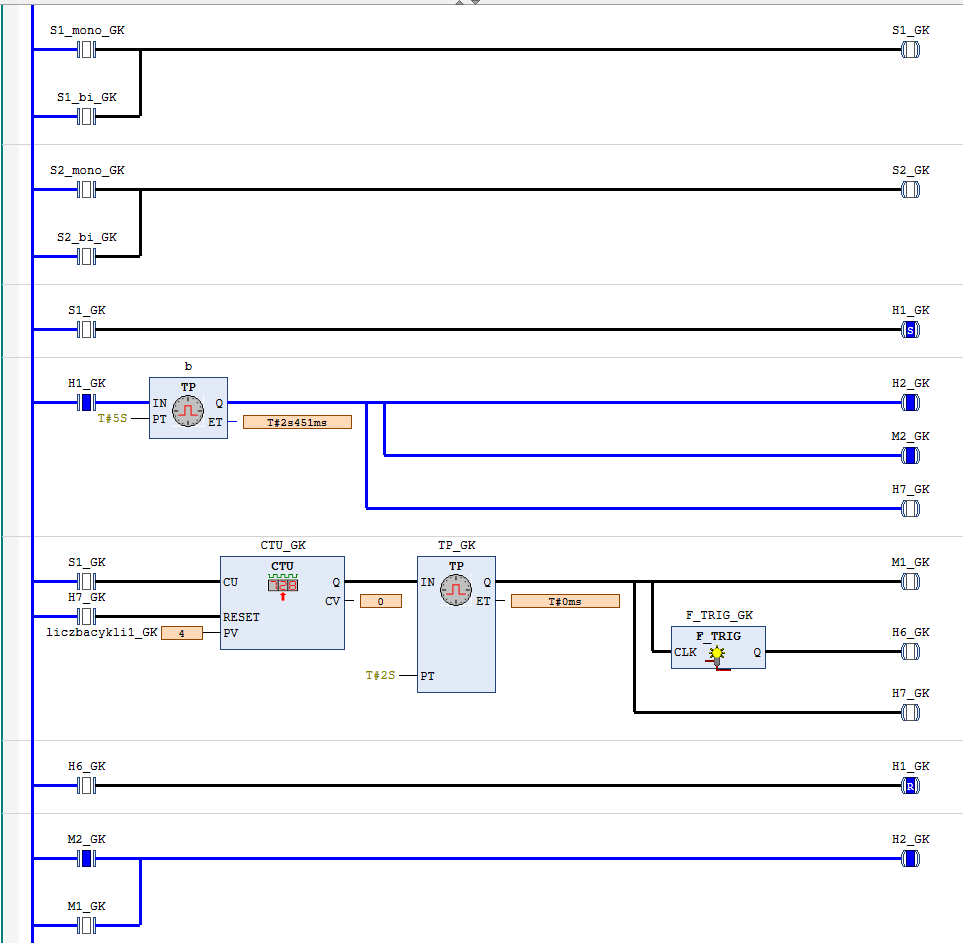 S1_mono_GK S1_GK
S1_bi_GK
S2_mono_GK S2_GK
S2_bi_GK
S1_GK H1_GK
S
b
H1_GK TP H2_GK
IN Q
T#5S PT ET T#2s451ms
M2_GK
H7_GK
CTU_GK TP_GK
S1_GK CTU TP M1_GK
CU Q IN Q
H7_GK CV 0 ET T#0ms
RESET F_TRIG_GK
liczbacykli1_GK 4 PV F_TRIG H6_GK
CLK Q
T#2S PT
H7_GK
H6_GK H1_GK
R
M2_GK H2_GK
M1_GK